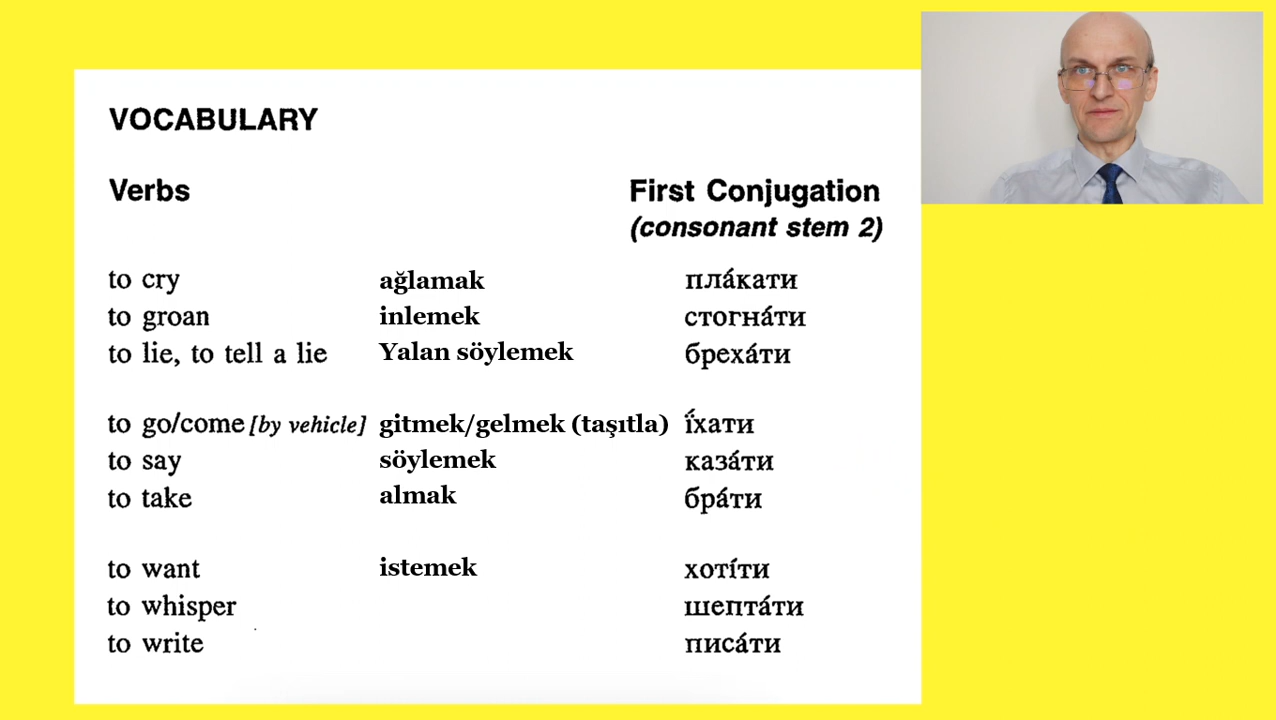 VOCABULARY
Verbs First Conjugation
(consonant stem 2)
to cry ağlamak пла́кати
to groan inlemek стогна́ти
to lie, to tell a lie Yalan söylemek бреха́ти
to go/come [by vehicle] gitmek/gelmek (taşıtla) ї́хати
to say söylemek каза́ти
to take almak бра́ти
to want istemek хоті́ти
to whisper шепта́ти
to write писа́ти